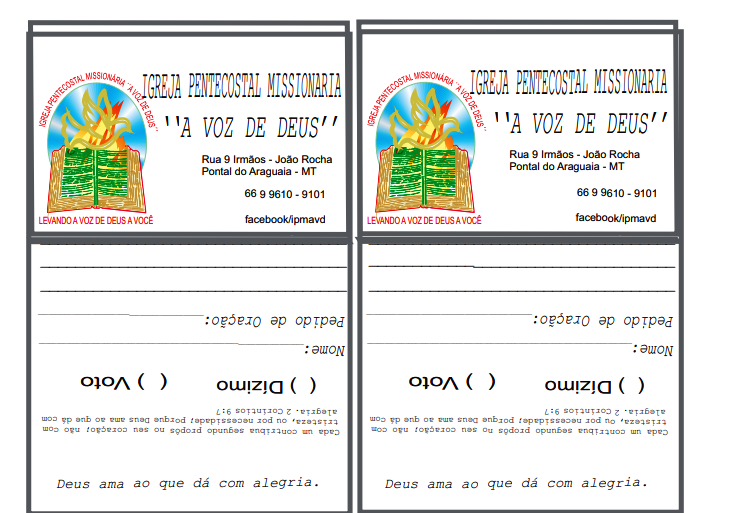 IGREJA PENTECOSTAL MISSIONÁRIA ''A VOZ DE DEUS''
IGREJA PENTECOSTAL MISSIONARIA
''A VOZ DE DEUS''
Rua 9 Irmãos - João Rocha
Pontal do Araguaia - MT
66 9 9610 - 9101
LEVANDO A VOZ DE DEUS A VOCÊ
facebook/ipmavd
Cada um contribua segundo propôs no seu coração; não com
tristeza, ou por necessidade; porque Deus ama ao que dá com
alegria. 2 Coríntios 9:7
( ) Dízimo ( ) Voto
Nome:
Pedido de Oração:
Deus ama ao que dá com alegria.
IGREJA PENTECOSTAL MISSIONÁRIA ''A VOZ DE DEUS''
IGREJA PENTECOSTAL MISSIONARIA
''A VOZ DE DEUS''
Rua 9 Irmãos - João Rocha
Pontal do Araguaia - MT
66 9 9610 - 9101
LEVANDO A VOZ DE DEUS A VOCÊ
facebook/ipmavd
Cada um contribua segundo propôs no seu coração; não com
tristeza, ou por necessidade; porque Deus ama ao que dá com
alegria. 2 Coríntios 9:7
( ) Dízimo ( ) Voto
Nome:
Pedido de Oração:
Deus ama ao que dá com alegria.